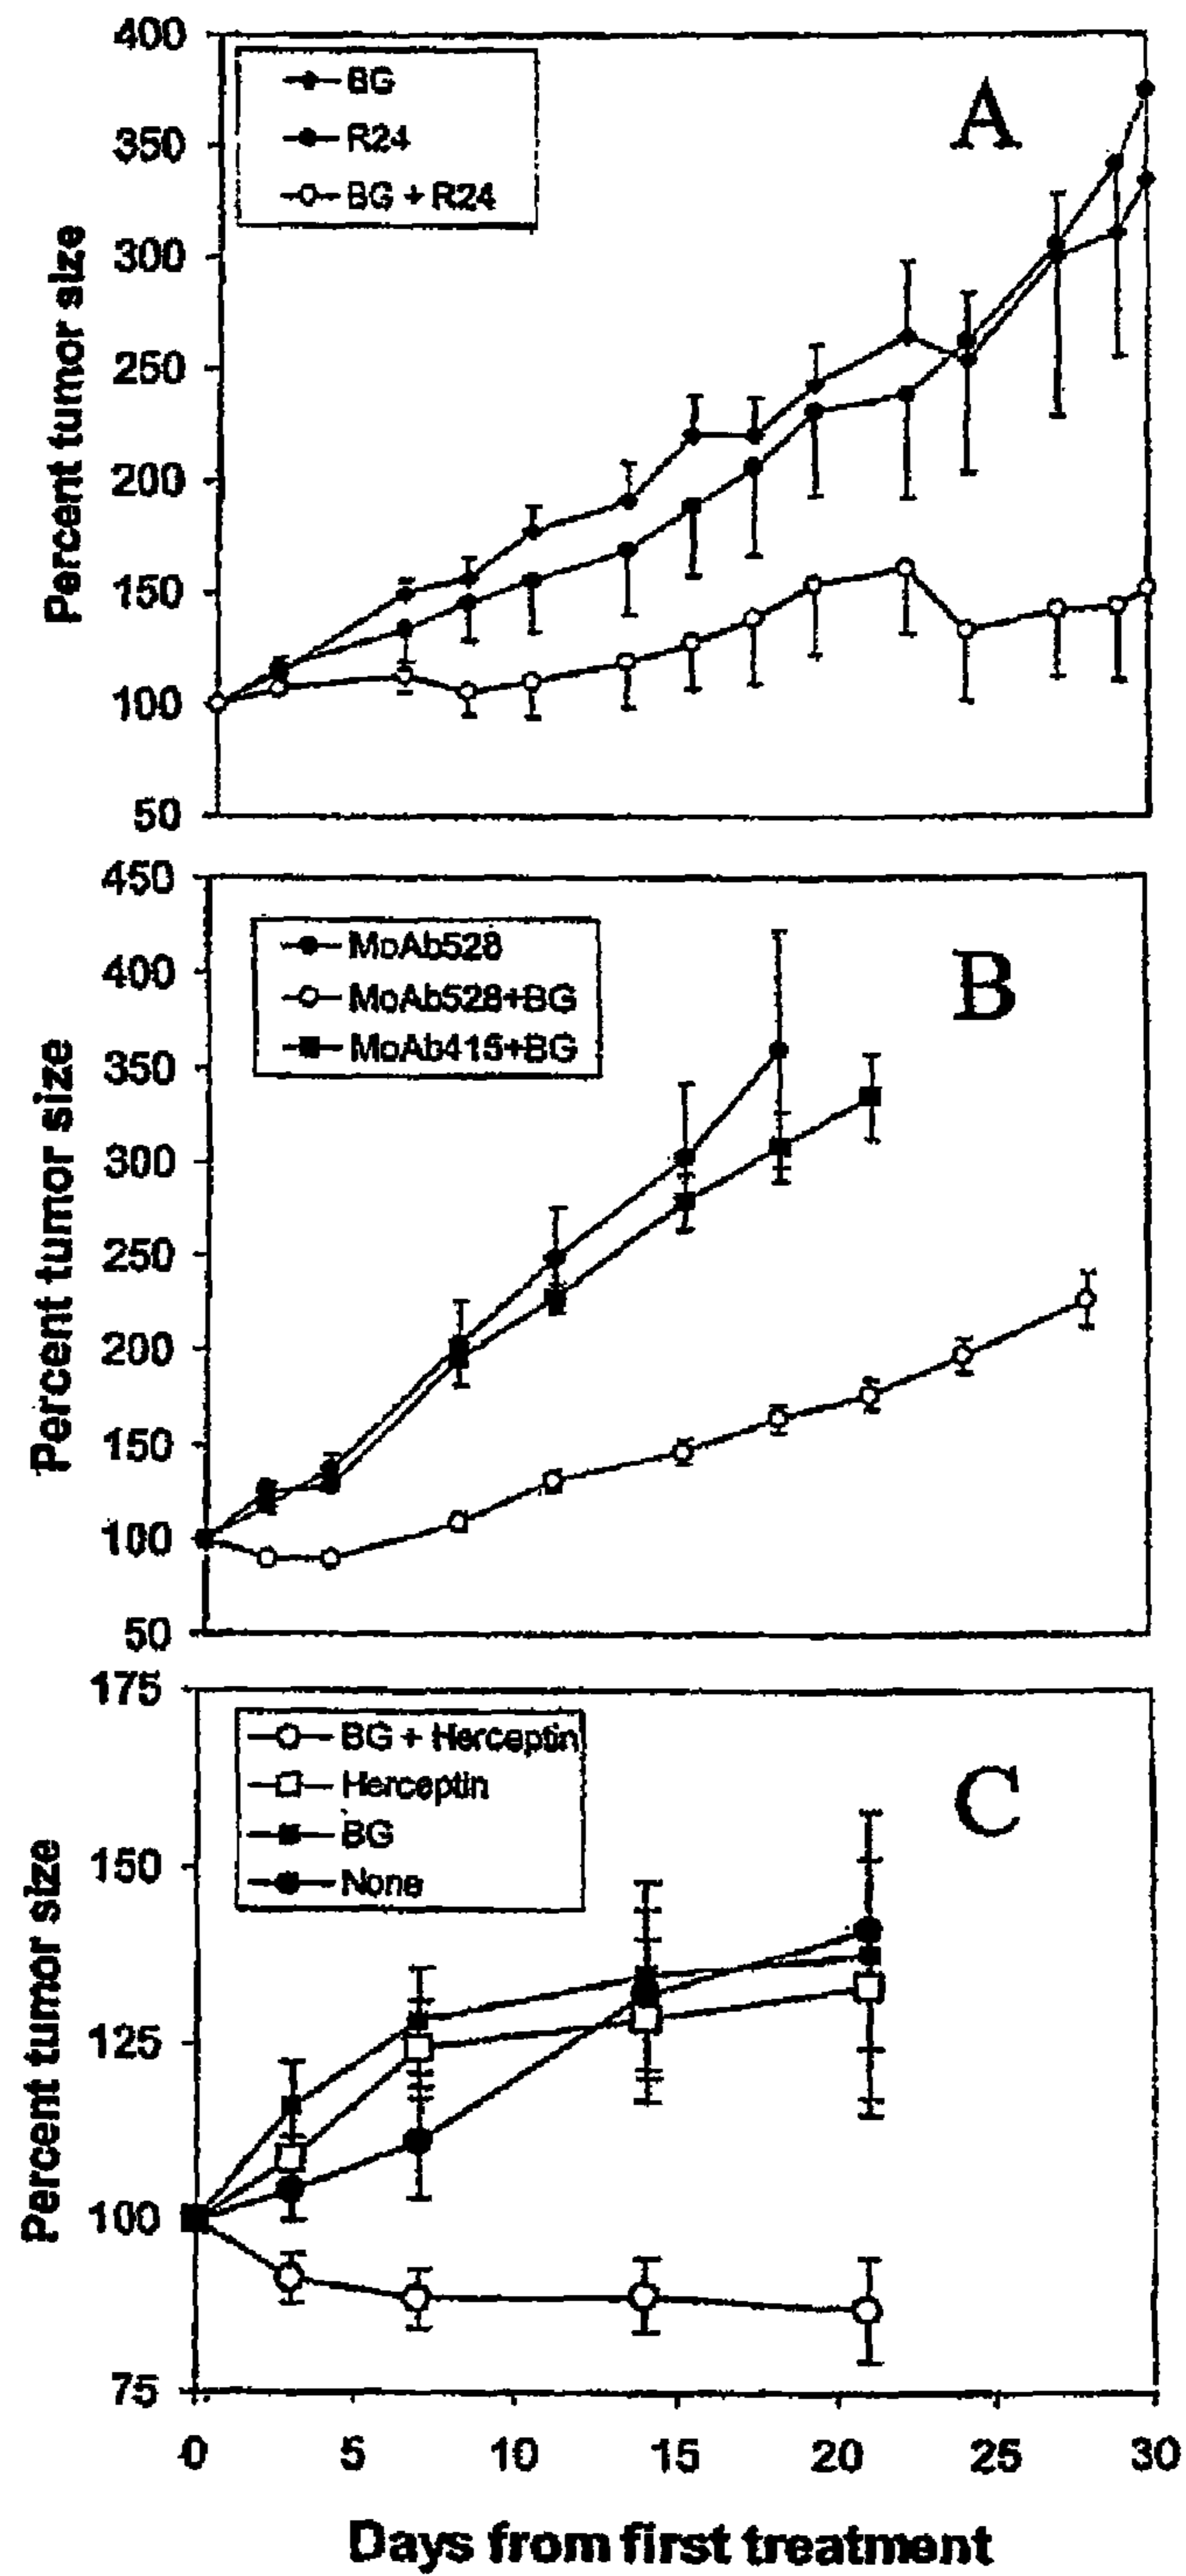 400
350
300
250
200
150
100
50
Percent tumor size
BG
R24
BG + R24
A
450
400
350
300
250
200
150
100
50
Percent tumor size
MoAb528
MoAb528+BG
MoAb415+BG
B
175
150
125
100
75
Percent tumor size
BG + Herceptin
Herceptin
BG
None
C
0 5 10 15 20 25 30
Days from first treatment